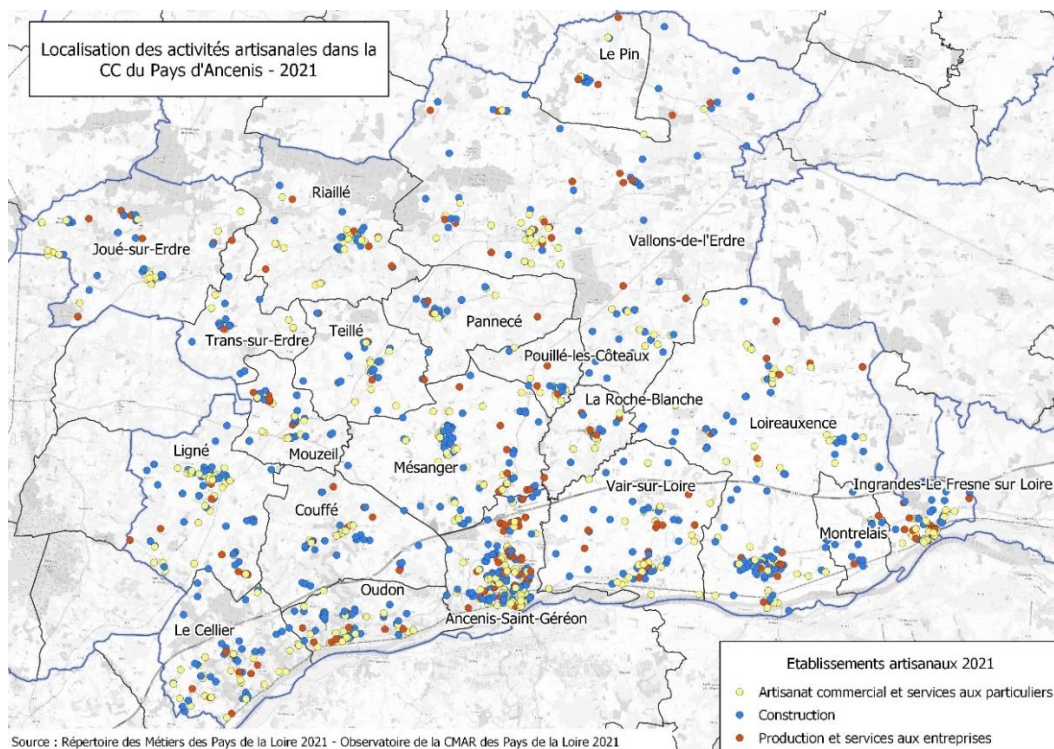 Localisation des activités artisanales dans la
CC du Pays d'Ancenis - 2021
Le Pin
Riaillé
Joué-sur-Erdre
Vallons-de-l'Erdre
Pannecé
Trans-sur-Erdre
Teillé
Pouillé-les-Côteaux
La Roche-Blanche
Loireauxence
Ligné
Mouzeil
Mésanger
Vair-sur-Loire
Ingrandes-Le Fresne sur Loire
Couffé
Montrelais
Oudon
Ancenis-Saint-Géréon
Le Cellier
Etablissements artisanaux 2021
Artisanat commercial et services aux particuliers
Construction
Production et services aux entreprises
Source : Répertoire des Métiers des Pays de la Loire 2021 - Observatoire de la CMAR des Pays de la Loire 2021